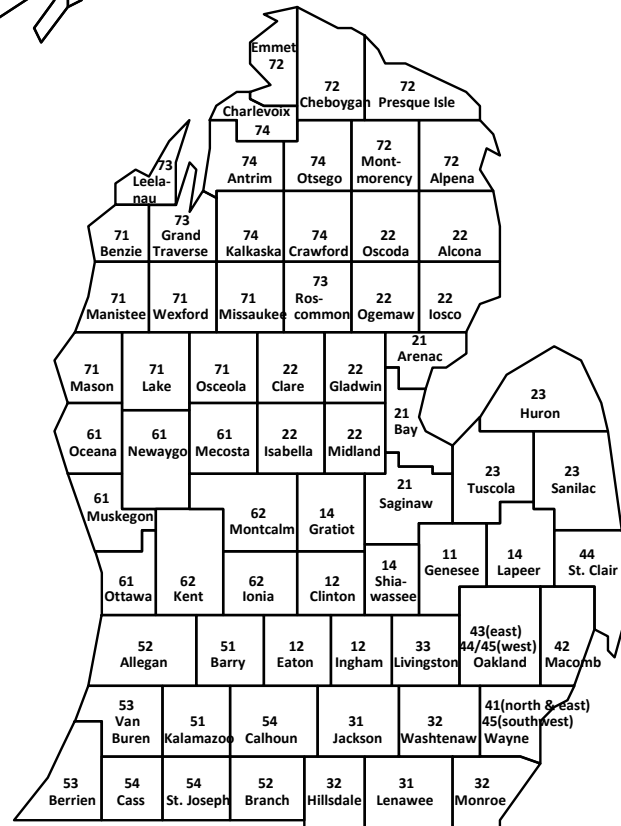 Emmet
72
72
Cheboygan
72
Presque Isle
Charlevoix
74
73
Leela-
nau
74
Antrim
74
Otsego
72
Mont-
morency
72
Alpena
71
Benzie
73
Grand
Traverse
74
Kalkaska
74
Crawford
22
Oscoda
22
Alcona
71
Manistee
71
Wexford
71
Missaukee
73
Ros-
common
22
Ogemaw
22
Iosco
71
Mason
71
Lake
71
Osceola
22
Clare
22
Gladwin
21
Arenac
23
Huron
61
Oceana
61
Newaygo
61
Mecosta
22
Isabella
22
Midland
21
Bay
23
Tuscola
23
Sanilac
61
Muskegon
62
Montcalm
14
Gratiot
21
Saginaw
61
Ottawa
62
Kent
62
Ionia
12
Clinton
14
Shia-
wassee
11
Genesee
14
Lapeer
44
St. Clair
52
Allegan
51
Barry
12
Eaton
12
Ingham
33
Livingston
43(east)
44/45(west)
Oakland
42
Macomb
53
Van
Buren
51
Kalamazoo
54
Calhoun
31
Jackson
32
Washtenaw
41(north & east)
45(southwest)
Wayne
53
Berrien
54
Cass
54
St. Joseph
52
Branch
32
Hillsdale
31
Lenawee
32
Monroe